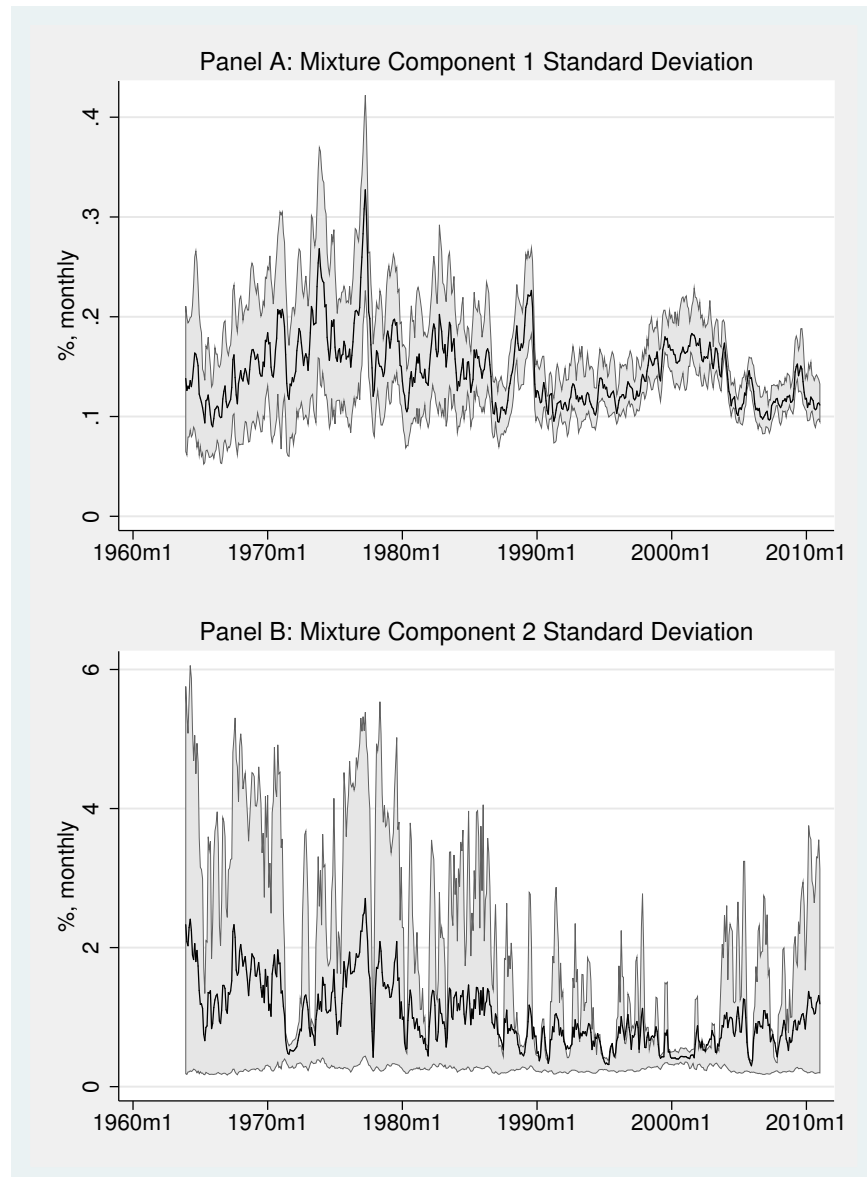 Panel A: Mixture Component 1 Standard Deviation
%, monthly
.4
.3
.2
.1
0
1960m1 1970m1 1980m1 1990m1 2000m1 2010m1
Panel B: Mixture Component 2 Standard Deviation
%, monthly
6
4
2
0
1960m1 1970m1 1980m1 1990m1 2000m1 2010m1